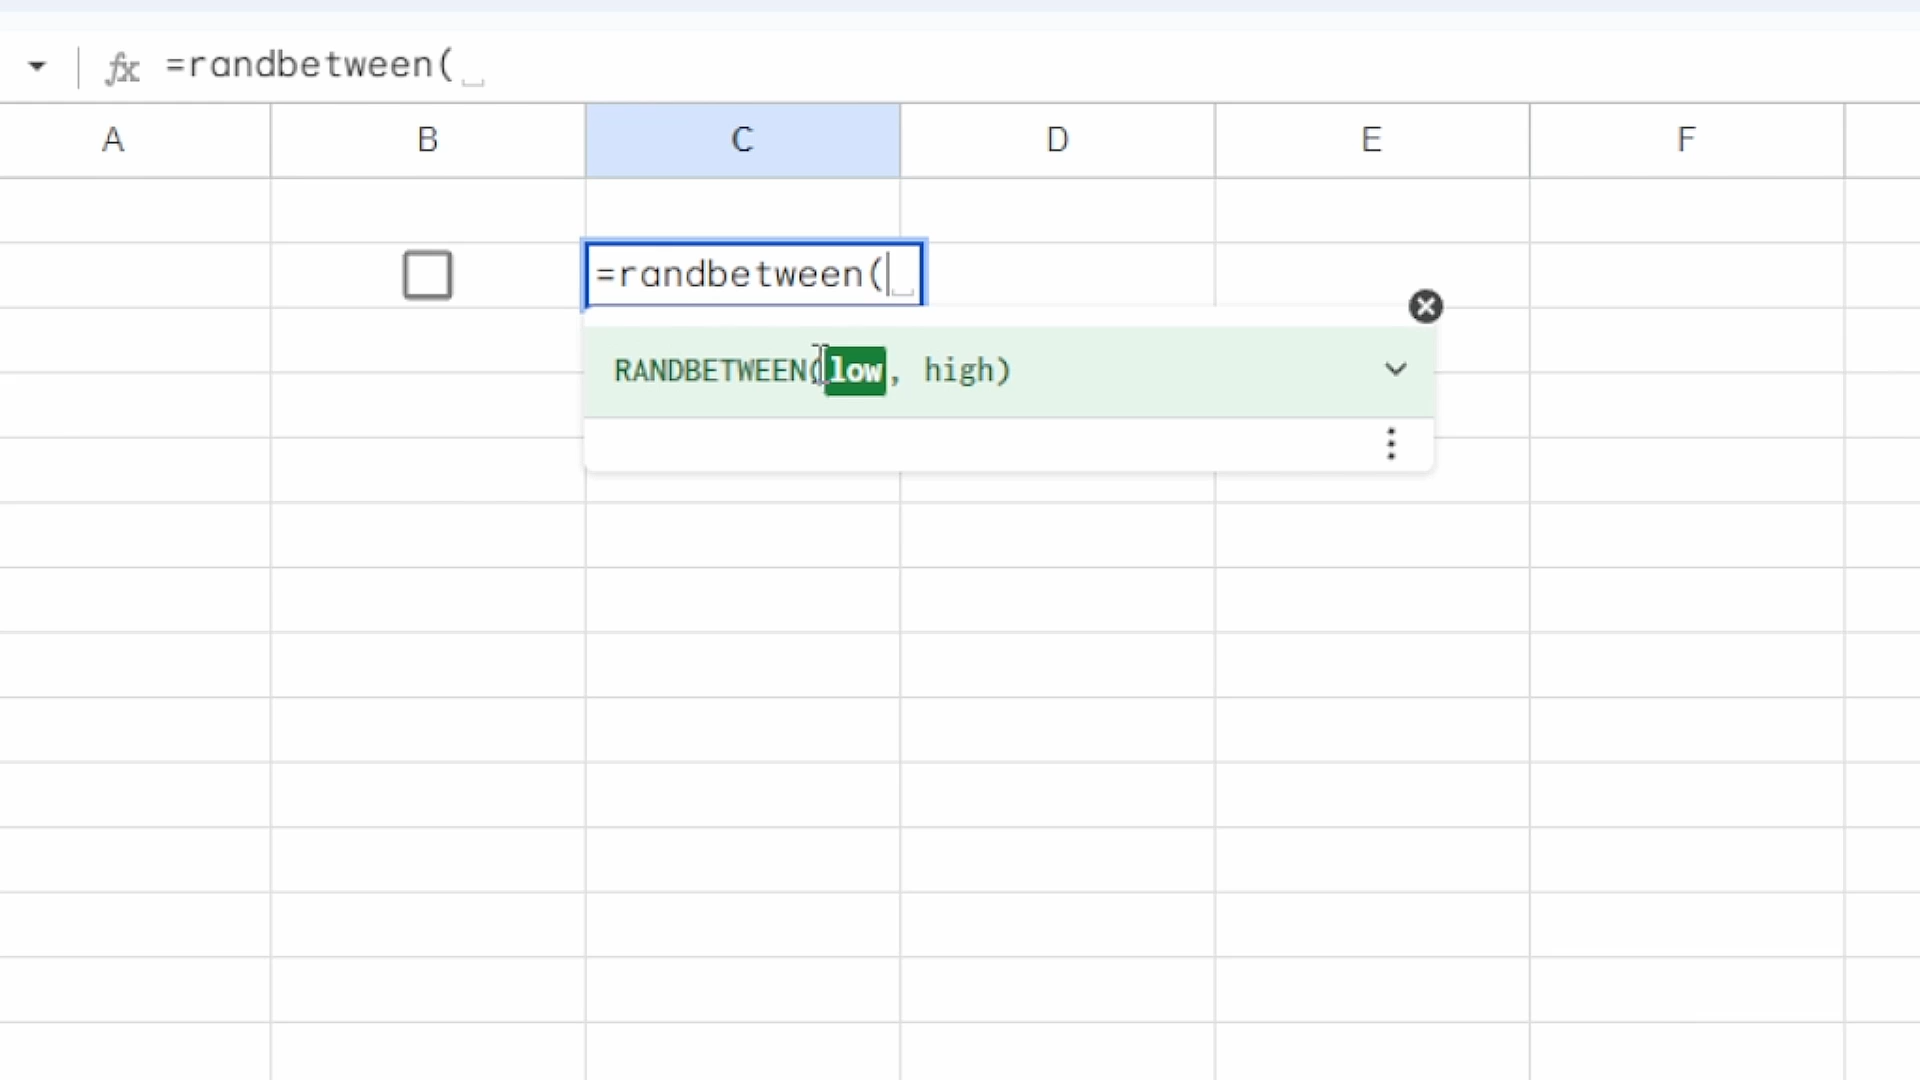 fx =randbetween(
A B C D E F
=randbetween(
RANDBETWEEN(low, high)